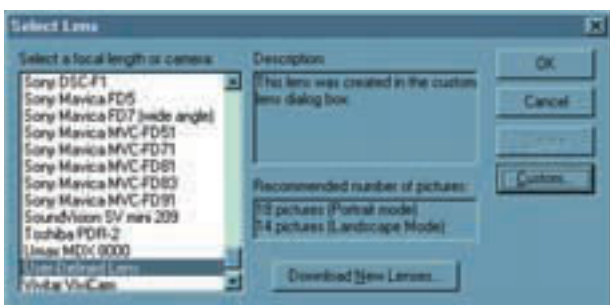 Select Lens
Select a focal length or camera:
Sony DSC-F1
Sony Mavica FD5
Sony Mavica FD7 (wide angle)
Sony Mavica MVC-FD51
Sony Mavica MVC-FD71
Sony Mavica MVC-FD81
Sony Mavica MVC-FD83
Sony Mavica MVC-FD91
SoundVision SV mini 209
Toshiba PDR-2
Umax MDX 8000
User Defined Lens
Vivitar ViviCam
Description:
This lens was created in the custom
lens dialog box.
Recommended number of pictures:
18 pictures (Portrait mode)
14 pictures (Landscape Mode)
Download New Lenses...
OK
Cancel
Custom...